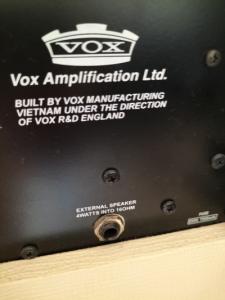 VOX
Vox Amplification Ltd.
BUILT BY VOX MANUFACTURING
VIETNAM UNDER THE DIRECTION
OF VOX R&D ENGLAND
EXTERNAL SPEAKER
4WATTS INTO 16OHM